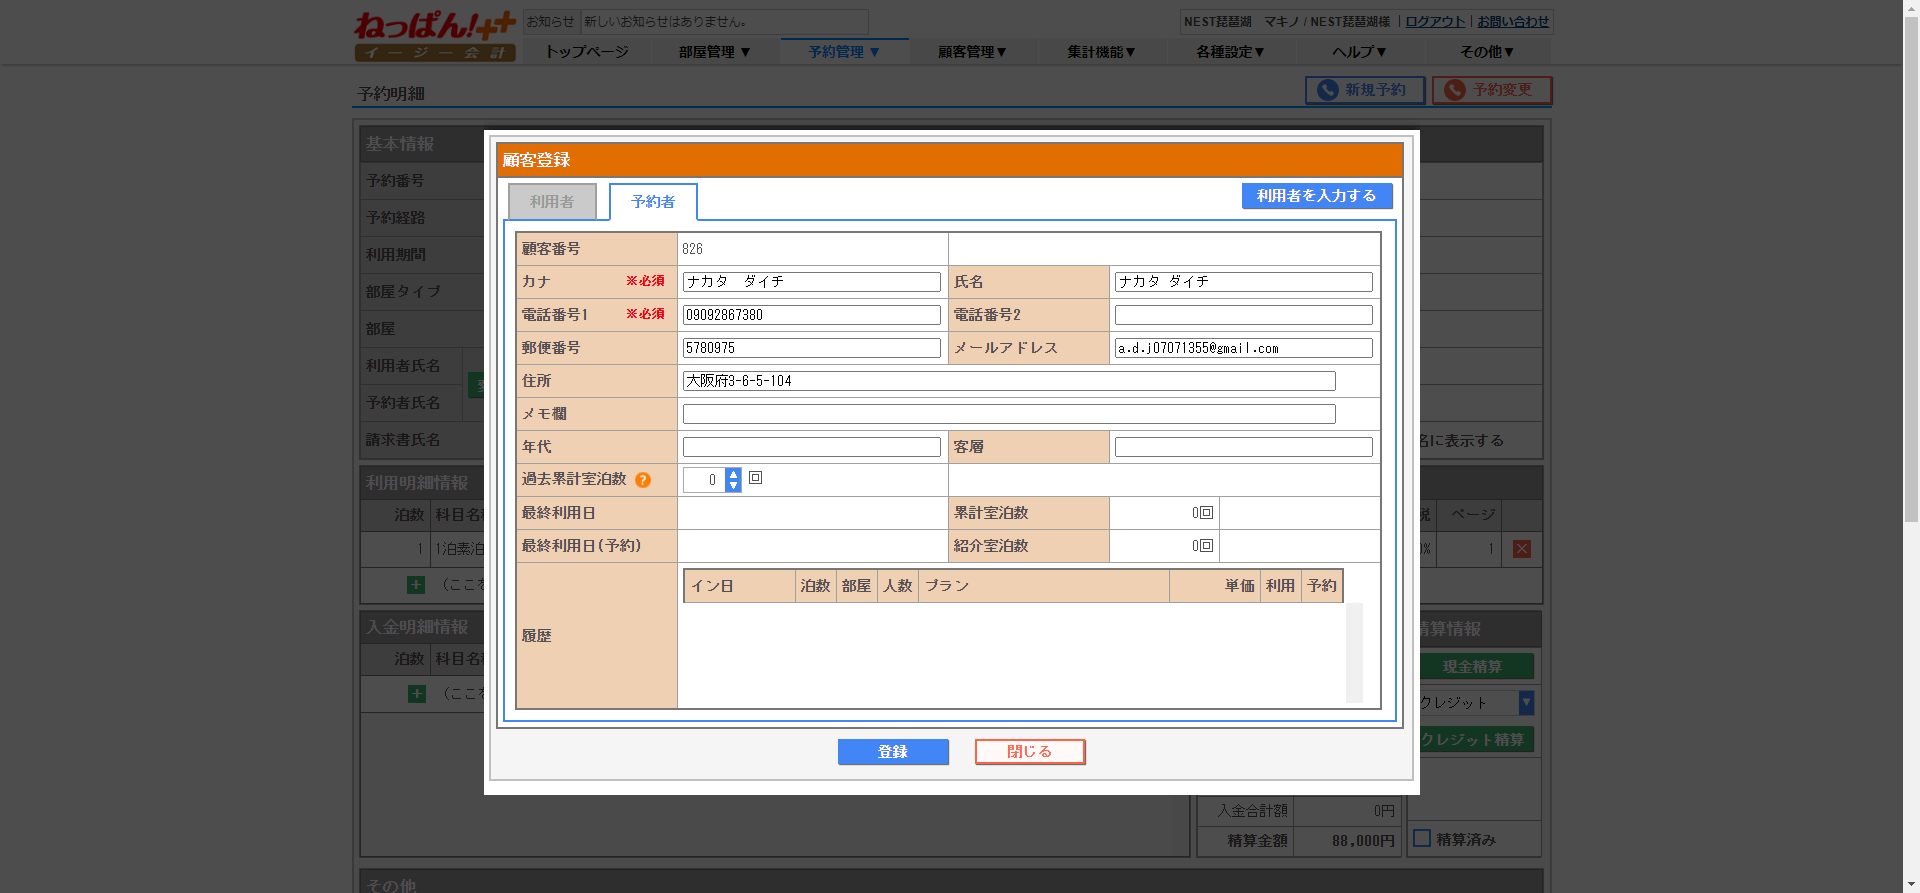 ねっぱん!++
イージー会計
お知らせ 新しいお知らせはありません。
NEST琵琶湖 マキノ / NEST琵琶湖様 | ログアウト | お問い合わせ
トップページ 部屋管理▼ 予約管理▼ 顧客管理▼ 集計機能▼ 各種設定▼ ヘルプ▼ その他▼
予約明細
新規予約 予約変更
基本情報
予約番号
予約経路
利用期間
部屋タイプ
部屋
利用者氏名
予約者氏名
請求書氏名
名に表示する
利用明細情報
泊数 科目名
税 ページ
1 1泊素泊
% 1
(ここを
入金明細情報
泊数 科目名
(ここを
精算情報
現金精算
クレジット
クレジット精算
入金合計額 0円
精算金額 88,000円
精算済み
その他
顧客登録
利用者 予約者
利用者を入力する
顧客番号 826
カナ ※必須 ナカタ ダイチ 氏名 ナカタ ダイチ
電話番号1 ※必須 09092867380 電話番号2
郵便番号 5780975 メールアドレス a.d.j07071355@gmail.com
住所 大阪府3-6-5-104
メモ欄
年代 客層
過去累計室泊数 ? 0 回
最終利用日 累計室泊数 0回
最終利用日(予約) 紹介室泊数 0回
履歴
イン日 泊数 部屋 人数 プラン 単価 利用 予約
登録 閉じる